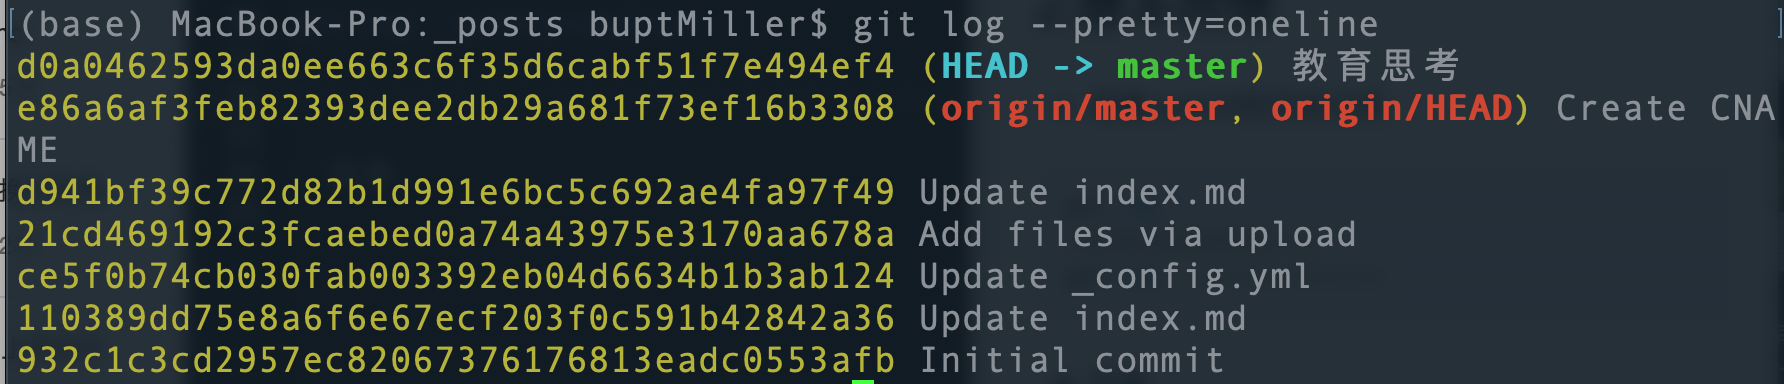 (base) MacBook-Pro:_posts buptMiller$ git log --pretty=oneline
d0a0462593da0ee663c6f35d6cabf51f7e494ef4 (HEAD -> master) 教育思考
e86a6af3feb82393dee2db29a681f73ef16b3308 (origin/master, origin/HEAD) Create CNA
ME
d941bf39c772d82b1d991e6bc5c692ae4fa97f49 Update index.md
21cd469192c3fcaebed0a74a43975e3170aa678a Add files via upload
ce5f0b74cb030fab003392eb04d6634b1b3ab124 Update _config.yml
110389dd75e8a6f6e67ecf203f0c591b42842a36 Update index.md
932c1c3cd2957ec82067376176813eadc0553afb Initial commit